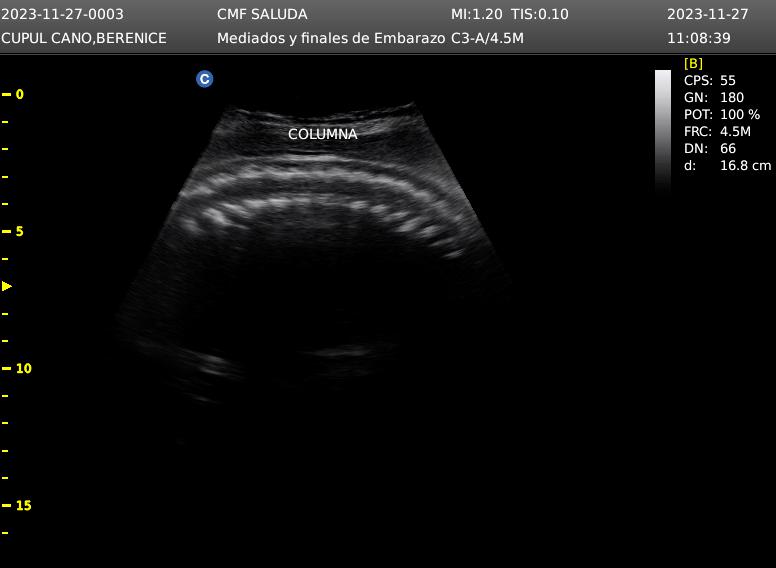 2023-11-27-0003 CMF SALUDA MI:1.20 TIS:0.10 2023-11-27
CUPUL CANO,BERENICE Mediados y finales de Embarazo C3-A/4.5M 11:08:39
C
[B]
CPS: 55
GN: 180
POT: 100 %
FRC: 4.5M
DN: 66
d: 16.8 cm
COLUMNA
0
5
10
15